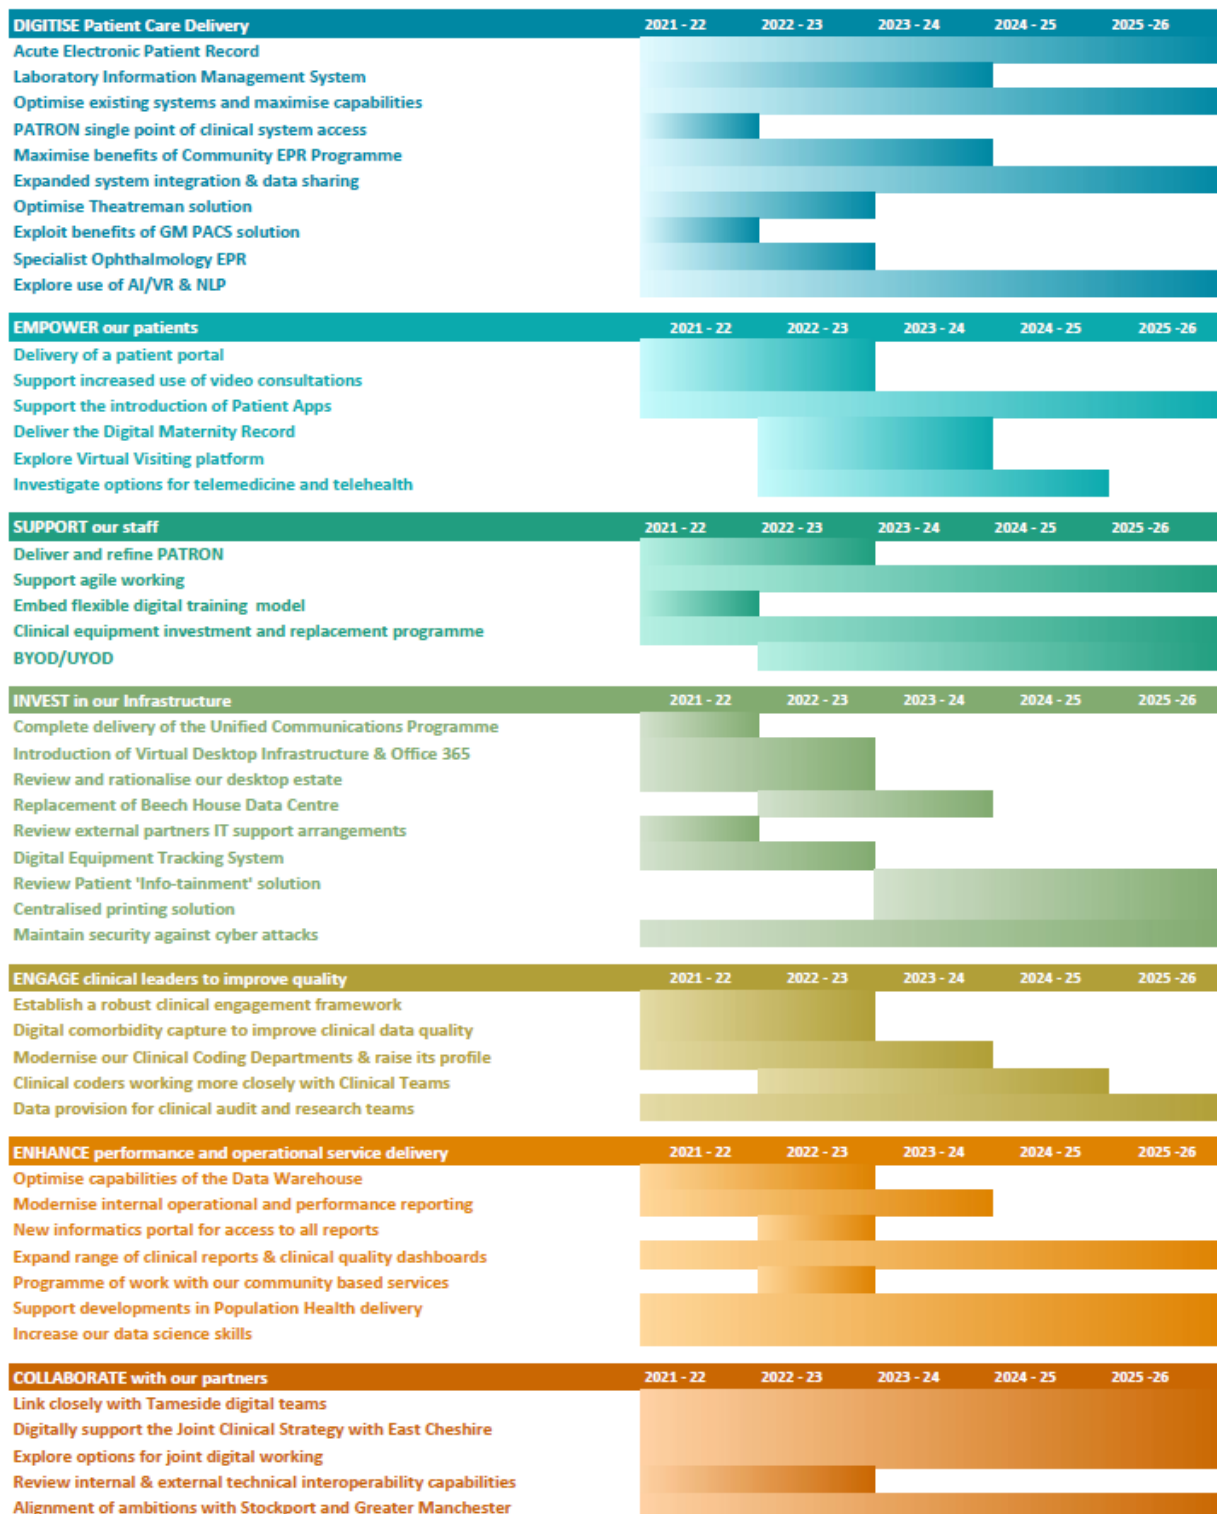 DIGITISE Patient Care Delivery 2021 - 22 2022 - 23 2023 - 24 2024 - 25 2025 -26
Acute Electronic Patient Record
Laboratory Information Management System
Optimise existing systems and maximise capabilities
PATRON single point of clinical system access
Maximise benefits of Community EPR Programme
Expanded system integration & data sharing
Optimise Theatreman solution
Exploit benefits of GM PACS solution
Specialist Ophthalmology EPR
Explore use of AI/VR & NLP
EMPOWER our patients 2021 - 22 2022 - 23 2023 - 24 2024 - 25 2025 -26
Delivery of a patient portal
Support increased use of video consultations
Support the introduction of Patient Apps
Deliver the Digital Maternity Record
Explore Virtual Visiting platform
Investigate options for telemedicine and telehealth
SUPPORT our staff 2021 - 22 2022 - 23 2023 - 24 2024 - 25 2025 -26
Deliver and refine PATRON
Support agile working
Embed flexible digital training model
Clinical equipment investment and replacement programme
BYOD/UYOD
INVEST in our Infrastructure 2021 - 22 2022 - 23 2023 - 24 2024 - 25 2025 -26
Complete delivery of the Unified Communications Programme
Introduction of Virtual Desktop Infrastructure & Office 365
Review and rationalise our desktop estate
Replacement of Beech House Data Centre
Review external partners IT support arrangements
Digital Equipment Tracking System
Review Patient 'Info-tainment' solution
Centralised printing solution
Maintain security against cyber attacks
ENGAGE clinical leaders to improve quality 2021 - 22 2022 - 23 2023 - 24 2024 - 25 2025 -26
Establish a robust clinical engagement framework
Digital comorbidity capture to improve clinical data quality
Modernise our Clinical Coding Departments & raise its profile
Clinical coders working more closely with Clinical Teams
Data provision for clinical audit and research teams
ENHANCE performance and operational service delivery 2021 - 22 2022 - 23 2023 - 24 2024 - 25 2025 -26
Optimise capabilities of the Data Warehouse
Modernise internal operational and performance reporting
New informatics portal for access to all reports
Expand range of clinical reports & clinical quality dashboards
Programme of work with our community based services
Support developments in Population Health delivery
Increase our data science skills
COLLABORATE with our partners 2021 - 22 2022 - 23 2023 - 24 2024 - 25 2025 -26
Link closely with Tameside digital teams
Digitally support the Joint Clinical Strategy with East Cheshire
Explore options for joint digital working
Review internal & external technical interoperability capabilities
Alignment of ambitions with Stockport and Greater Manchester